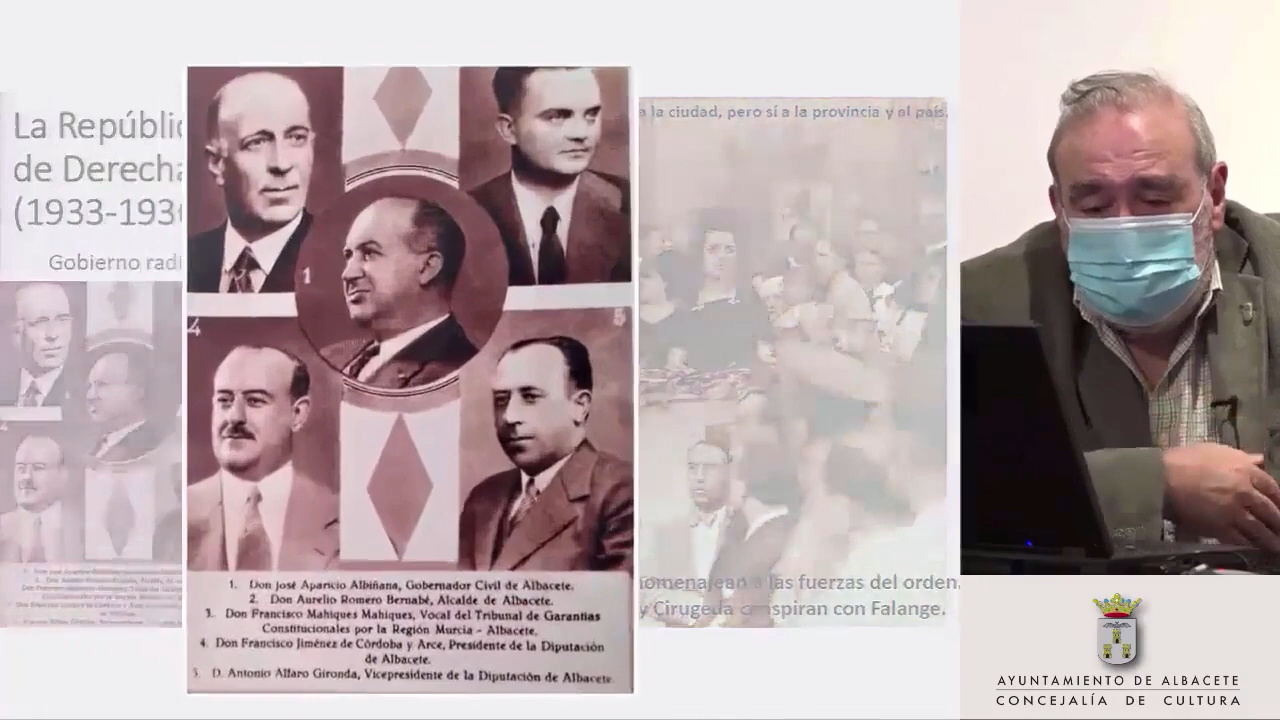 La Repúblic
de Derecha
(1933-193
Gobierno radi
a la ciudad, pero sí a la provincia y al país.
1
4
5
1. Don José Aparicio Albiñana, Gobernador Civil de Albacete.
2. Don Aurelio Romero Bernabé, Alcalde de Albacete.
3. Don Francisco Mahiques Mahiques, Vocal del Tribunal de Garantias
Constitucionales por la Región Murcia - Albacete.
4. Don Francisco Jiménez de Córdoba y Arce, Presidente de la Diputación
de Albacete.
5. D. Antonio Alfaro Gironda, Vicepresidente de la Diputación de Albacete.
omenajean a las fuerzas del orden.
y Cirugeda conspiran con Falange.
AYUNTAMIENTO DE ALBACETE
CONCEJALÍA DE CULTURA